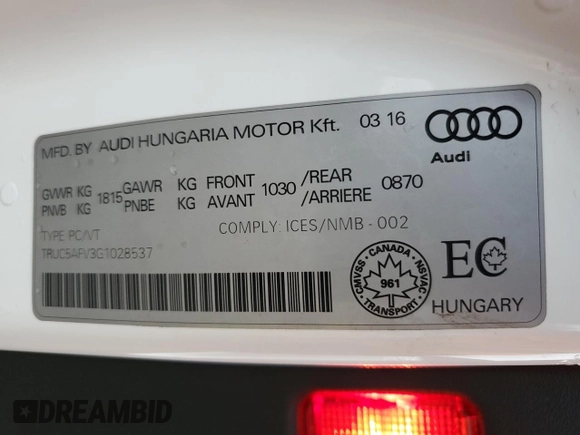 MFD. BY AUDI HUNGARIA MOTOR Kft. 03 16
Audi
GVWR KG 1815 GAWR KG FRONT 1030 /REAR 0870
PNVB KG PNBE KG AVANT /ARRIERE
COMPLY: ICES/NMB - 002
TYPE: PC/VT
TRUC5AFV3G1028537
CMVSS • CANADA • NSVAC
961
TRANSPORT
EC
HUNGARY
DREAMBID